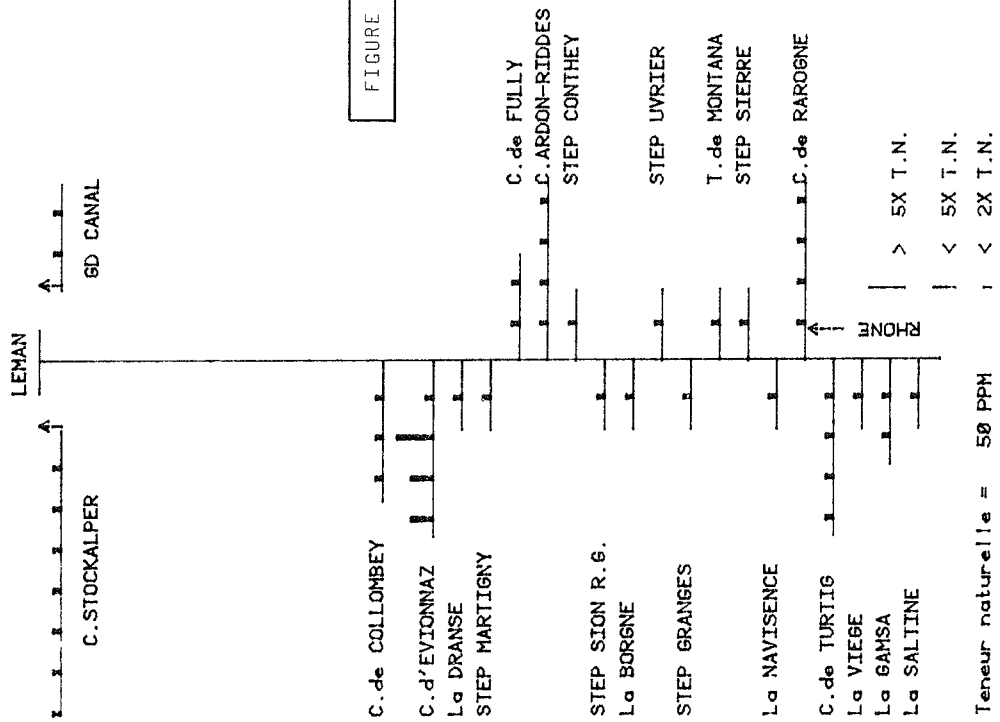 LEMAN
C.STOCKALPER
GD CANAL
FIGURE
C.de COLLOMBEY
C.d'EVIONNAZ
La DRANSE
STEP MARTIGNY
C.de FULLY
C.ARDON-RIDDES
STEP CONTHEY
STEP SION R.G.
La BORGNE
STEP UVRIER
STEP GRANGES
T.de MONTANA
STEP SIERRE
La NAVISENCE
C.de RAROGNE
C.de TURTIG
RHONE
La VIEGE
La GAMSA
La SALTINE
> 5X T.N.
< 5X T.N.
< 2X T.N.
Teneur naturelle = 50 PPM